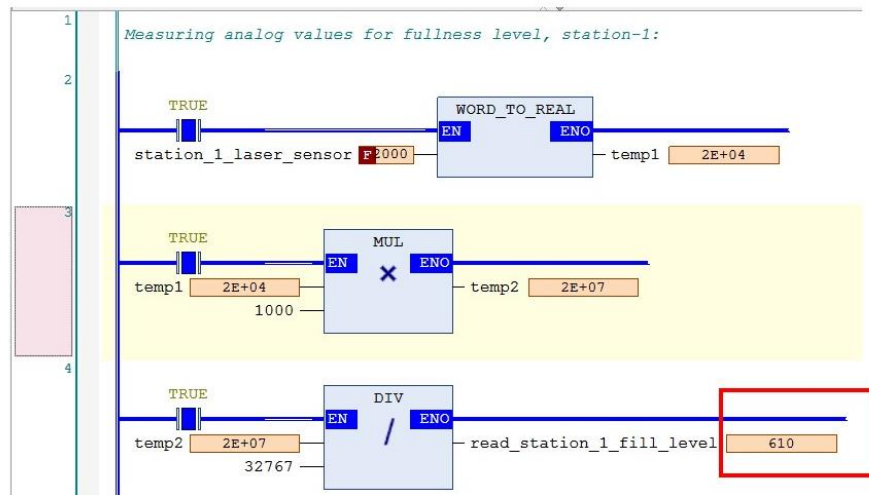 1
Measuring analog values for fullness level, station-1:
2
TRUE
WORD_TO_REAL
EN ENO
station_1_laser_sensor F 2000 temp1 2E+04
3
TRUE
MUL
EN ENO
×
temp1 2E+04 temp2 2E+07
1000
4
TRUE
DIV
EN ENO
/
temp2 2E+07 read_station_1_fill_level 610
32767